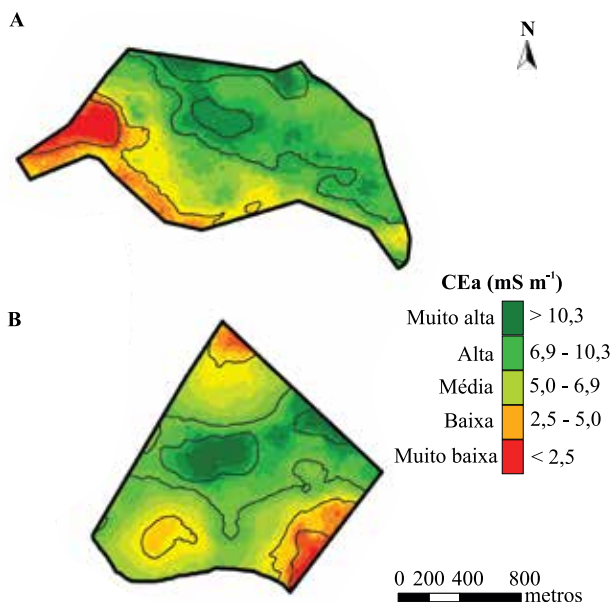 A
N
CEa (mS m⁻¹)
Muito alta > 10,3
Alta 6,9 - 10,3
Média 5,0 - 6,9
Baixa 2,5 - 5,0
Muito baixa < 2,5
B
0 200 400 800
metros